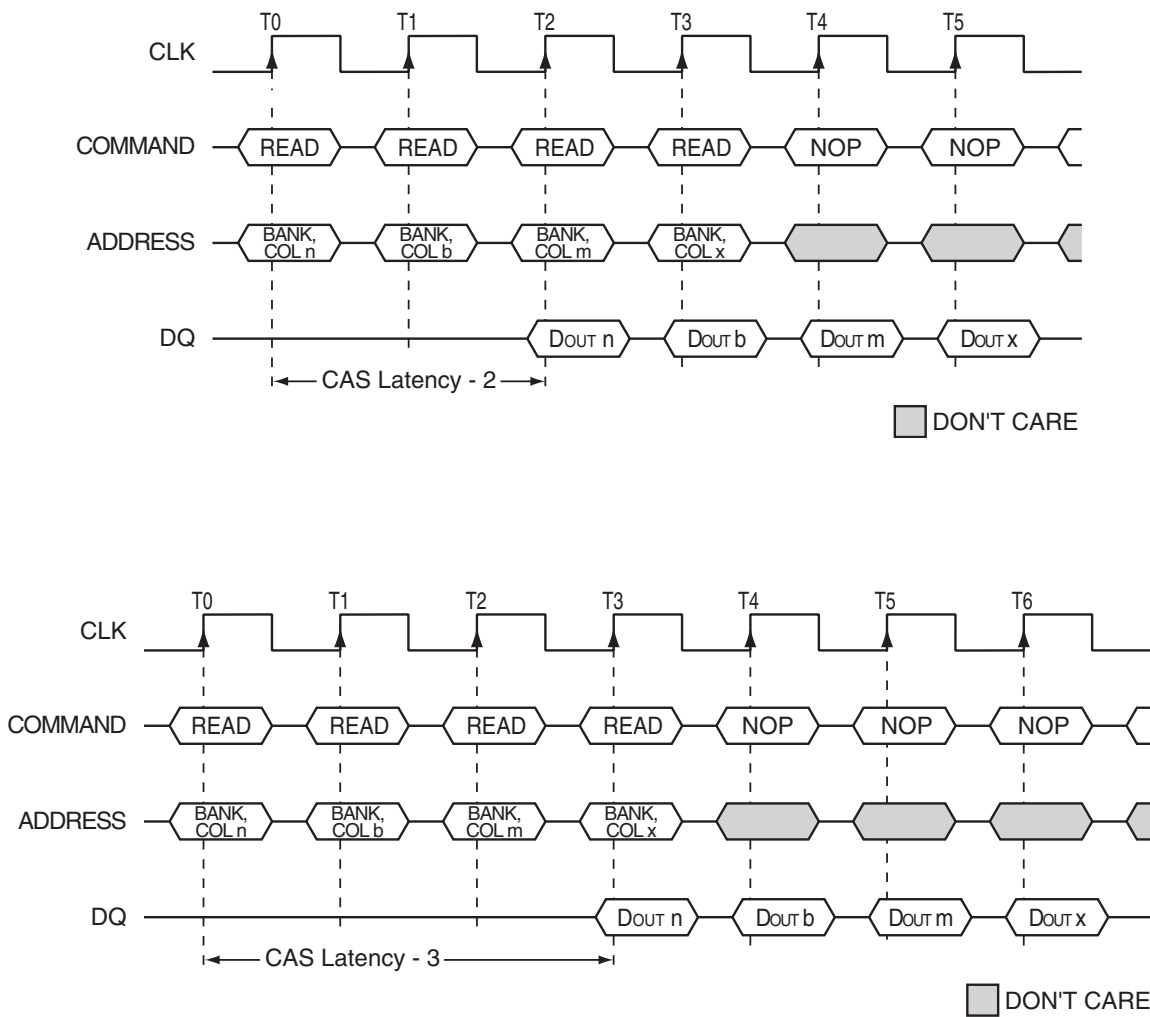 T0 T1 T2 T3 T4 T5
CLK
COMMAND READ READ READ READ NOP NOP
ADDRESS BANK, COL n BANK, COL b BANK, COL m BANK, COL x
DQ DOUT n DOUT b DOUT m DOUT x
CAS Latency - 2
DON'T CARE
T0 T1 T2 T3 T4 T5 T6
CLK
COMMAND READ READ READ READ NOP NOP NOP
ADDRESS BANK, COL n BANK, COL b BANK, COL m BANK, COL x
DQ DOUT n DOUT b DOUT m DOUT x
CAS Latency - 3
DON'T CARE